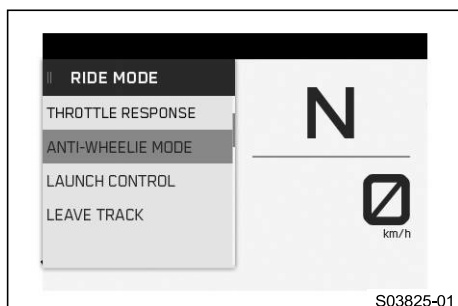 RIDE MODE
THROTTLE RESPONSE
ANTI-WHEELIE MODE
LAUNCH CONTROL
LEAVE TRACK
N
0
km/h
S03825-01